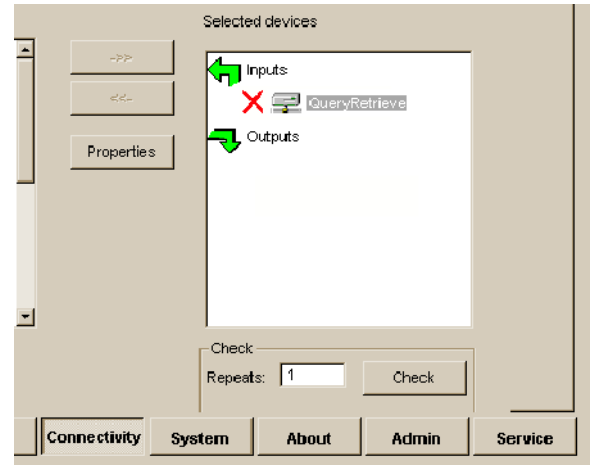 Selected devices
->>
Inputs
<<-
QueryRetrieve
Properties
Outputs
Check
Repeats: 1 Check
Connectivity System About Admin Service